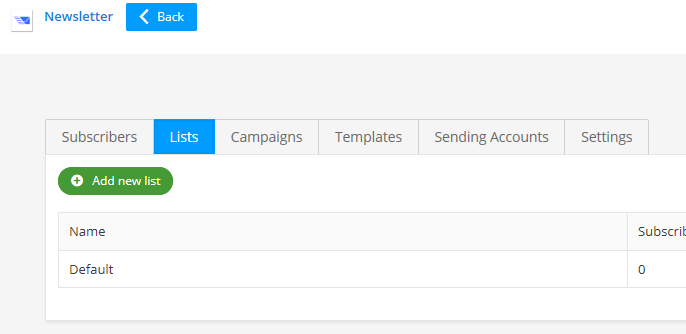 Newsletter Back
Subscribers Lists Campaigns Templates Sending Accounts Settings
Add new list
Name Subscrib
Default 0